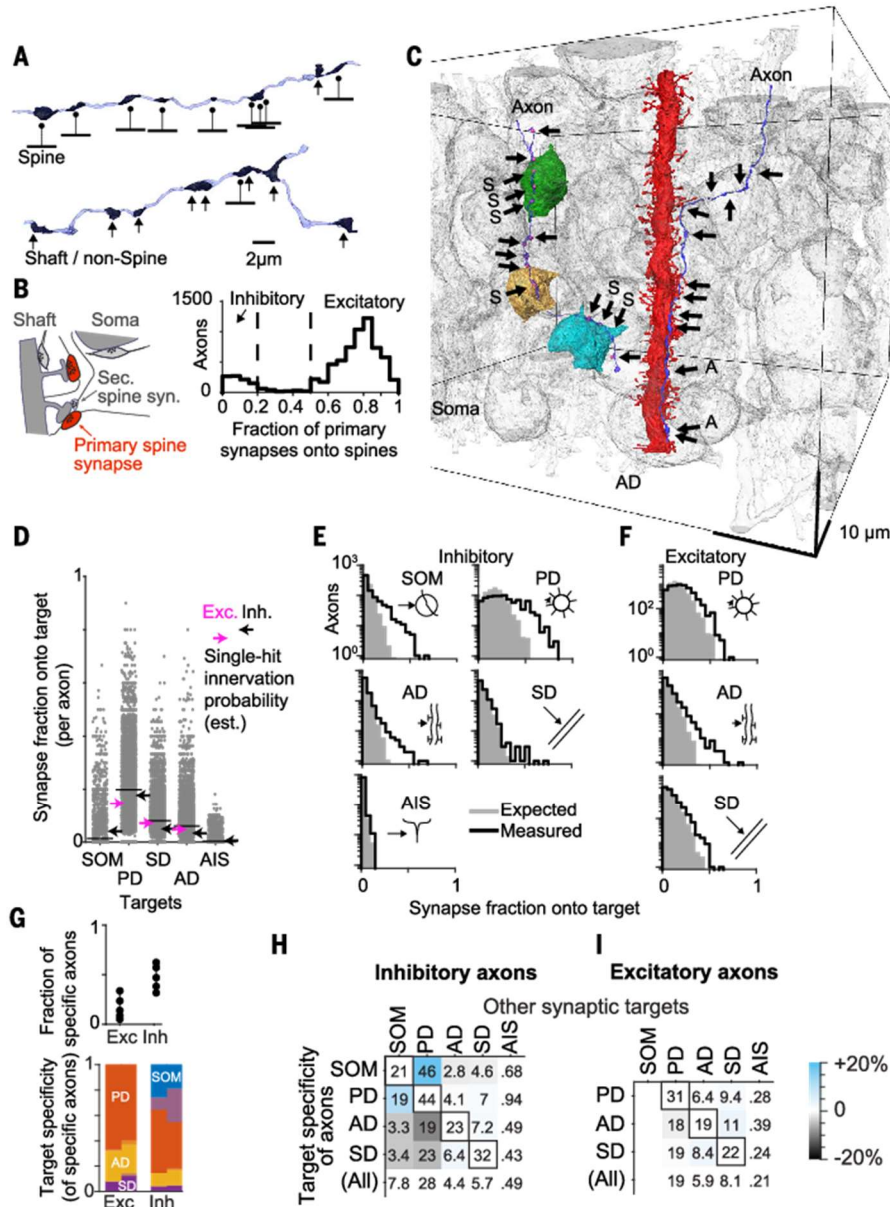 A
Spine
Shaft / non-Spine
2μm
B
Shaft
Soma
Sec.
spine syn.
Primary spine
synapse
1500
0
Axons
Inhibitory
Excitatory
0 0.2 0.4 0.6 0.8 1
Fraction of primary
synapses onto spines
C
Axon
Axon
S
S
S
S
S
S
S
A
A
Soma
AD
10 μm
D
1
0
Synapse fraction onto target
(per axon)
Exc. Inh.
Single-hit
innervation
probability
(est.)
SOM
PD
SD
AD
AIS
Targets
E
Inhibitory
10³
10⁰
Axons
SOM
PD
AD
SD
AIS
Expected
Measured
0 1
0 1
Synapse fraction onto target
F
Excitatory
10²
10⁰
PD
AD
SD
0 1
G
1
0
Fraction of
specific axons
Exc Inh
1
0
Target specificity
(of specific axons)
PD
AD
SD
SOM
Exc Inh
H
Inhibitory axons
I
Excitatory axons
Other synaptic targets
SOM PD AD SD AIS
SOM 21 46 2.8 4.6 .68
PD 19 44 4.1 7 .94
AD 3.3 19 23 7.2 .49
SD 3.4 23 6.4 32 .43
(All) 7.8 28 4.4 5.7 .49
Target specificity
of axons
SOM PD AD SD AIS
PD 31 6.4 9.4 .28
AD 18 19 11 .39
SD 19 8.4 22 .24
(All) 19 5.9 8.1 .21
+20%
0
-20%